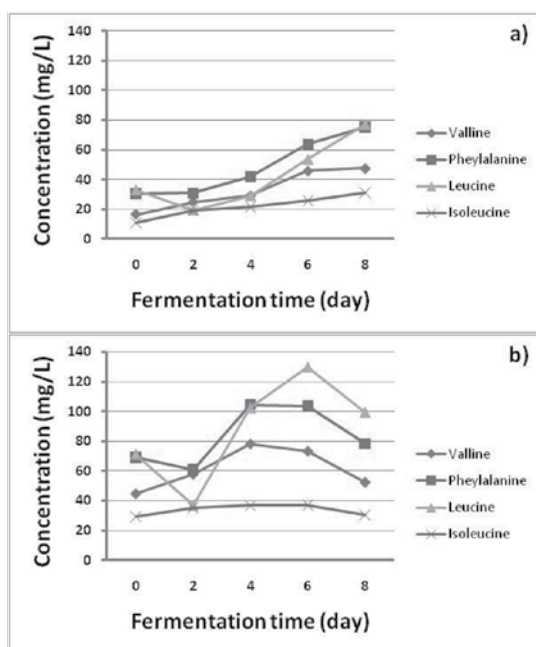 a)
Concentration (mg/L)
140
120
100
80
60
40
20
0
0 2 4 6 8
Fermentation time (day)
Valline
Pheylalanine
Leucine
Isoleucine
b)
Concentration (mg/L)
140
120
100
80
60
40
20
0
0 2 4 6 8
Fermentation time (day)
Valline
Pheylalanine
Leucine
Isoleucine